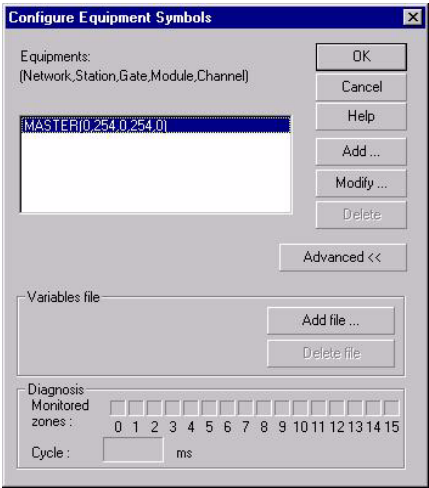 Configure Equipment Symbols
Equipments:
(Network,Station,Gate,Module,Channel)
MASTER(0,254,0,254,0)
OK
Cancel
Help
Add ...
Modify ...
Delete
Advanced <<
Variables file
Add file ...
Delete file
Diagnosis
Monitored
zones :
0 1 2 3 4 5 6 7 8 9 10 11 12 13 14 15
Cycle :
ms